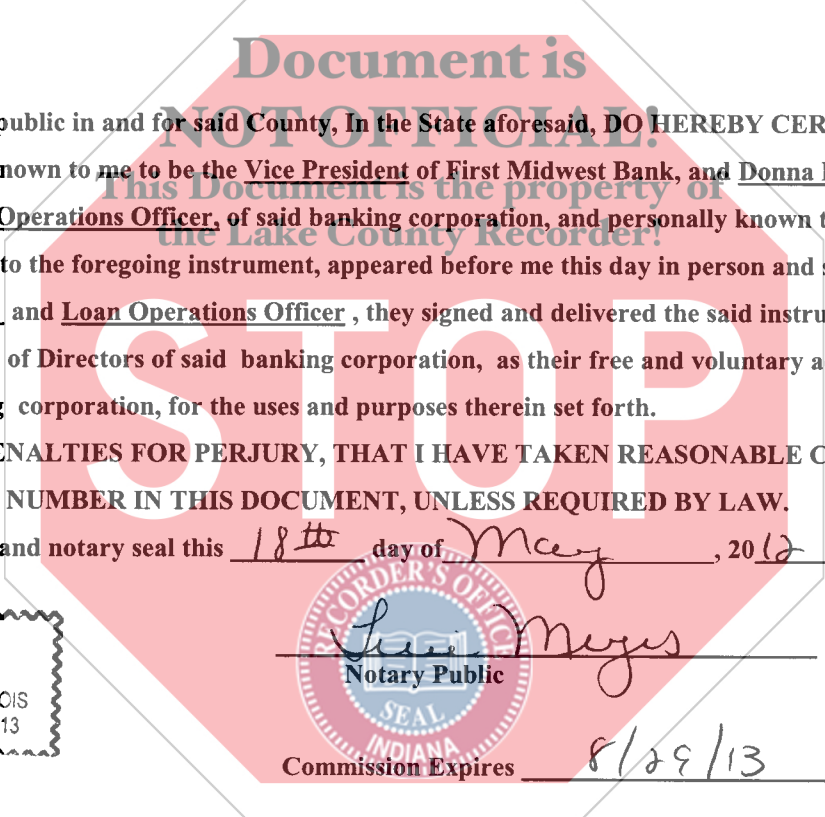 Document is
NOT OFFICIAL!
This Document is the property of
the Lake County Recorder!
STOP
public in and for said County, In the State aforesaid, DO HEREBY CER
nown to me to be the Vice President of First Midwest Bank, and Donna
Operations Officer, of said banking corporation, and personally known t
to the foregoing instrument, appeared before me this day in person and s
and Loan Operations Officer , they signed and delivered the said instru
of Directors of said banking corporation, as their free and voluntary a
g corporation, for the uses and purposes therein set forth.
ENALTIES FOR PERJURY, THAT I HAVE TAKEN REASONABLE C
NUMBER IN THIS DOCUMENT, UNLESS REQUIRED BY LAW.
and notary seal this 18th day of May , 2012
RECORDER'S OFFICE
Meyes
Notary Public
SEAL
INDIANA
OIS
13
Commission Expires 8/29/13